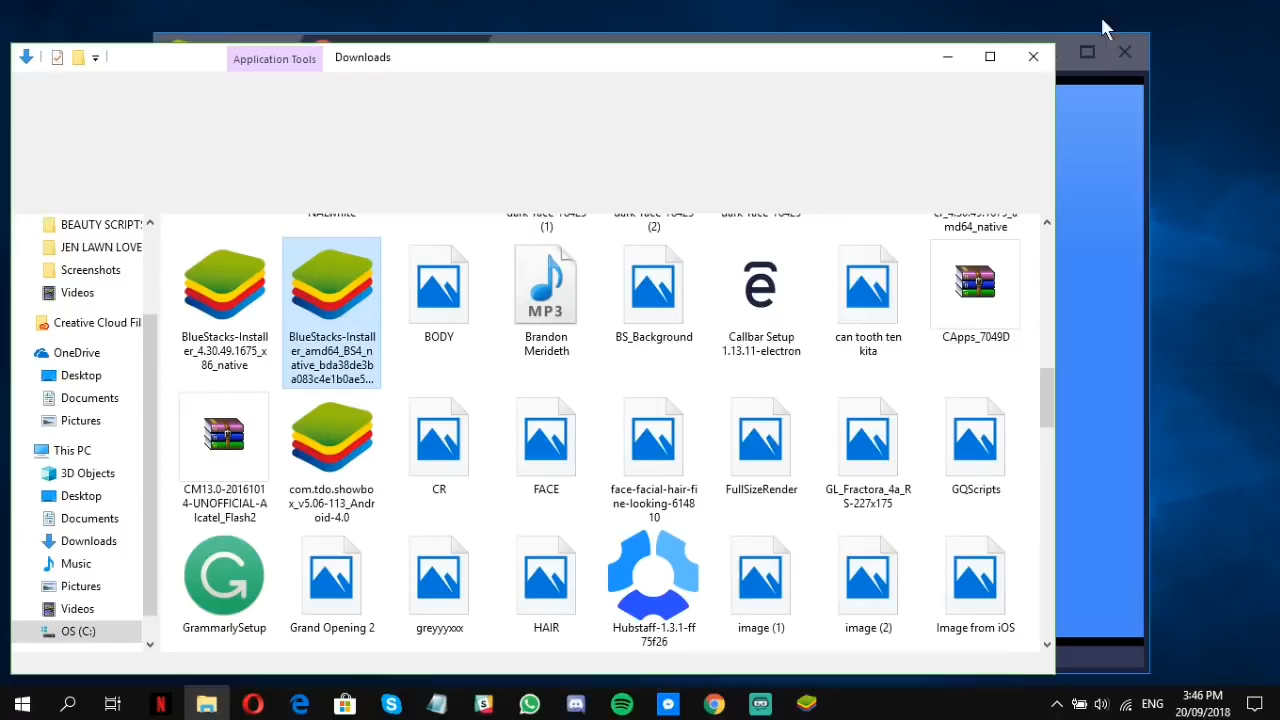 Application Tools
Downloads
BEAUTY SCRIPTS
JEN LAWN LOVE
Screenshots
Videos
Creative Cloud Fil
OneDrive
Desktop
Documents
Pictures
This PC
3D Objects
Desktop
Documents
Downloads
Music
Pictures
Videos
OS (C:)
(1)
(2)
amd64_native
BlueStacks-Install
er_4.30.49.1675_x
86_native
BlueStacks-Install
er_amd64_BS4_n
ative_bda38de3b
a083c4e1b0ae5...
BODY
MP3
Brandon
Merideth
BS_Background
Callbar Setup
1.13.11-electron
can tooth ten
kita
CApps_7049D
CM13.0-2016101
4-UNOFFICIAL-A
lcatel_Flash2
com.tdo.showbo
x_v5.06-113_Andr
oid-4.0
CR
FACE
face-facial-hair-fi
ne-looking-6148
10
FullSizeRender
GL_Fractora_4a_R
S-227x175
GQScripts
GrammarlySetup
Grand Opening 2
greyyyxxx
HAIR
Hubstaff-1.3.1-ff
75f26
image (1)
image (2)
Image from iOS
ENG
3:46 PM
20/09/2018